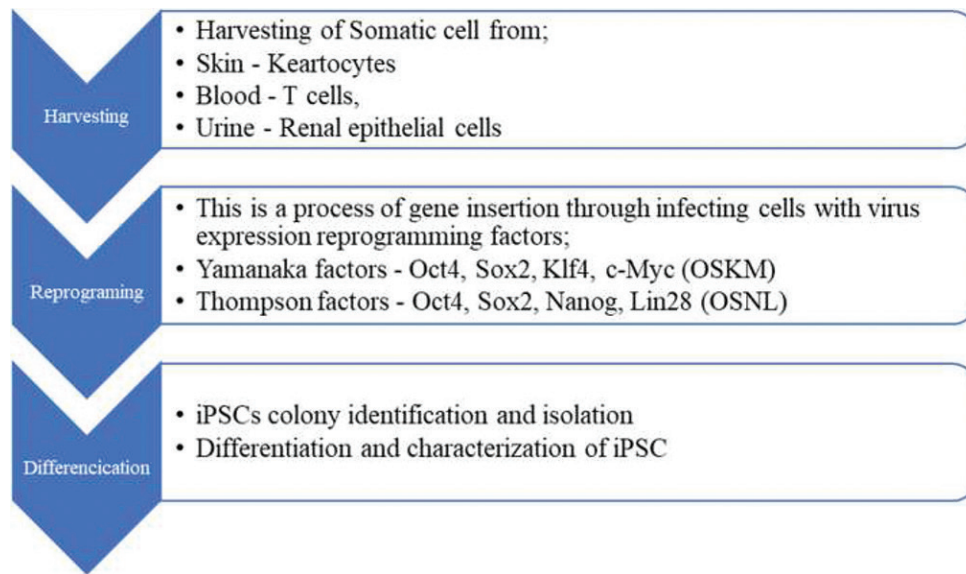 Harvesting
• Harvesting of Somatic cell from;
• Skin - Keartocytes
• Blood - T cells,
• Urine - Renal epithelial cells
Reprograming
• This is a process of gene insertion through infecting cells with virus
expression reprogramming factors;
• Yamanaka factors - Oct4, Sox2, Klf4, c-Myc (OSKM)
• Thompson factors - Oct4, Sox2, Nanog, Lin28 (OSNL)
Differencication
• iPSCs colony identification and isolation
• Differentiation and characterization of iPSC